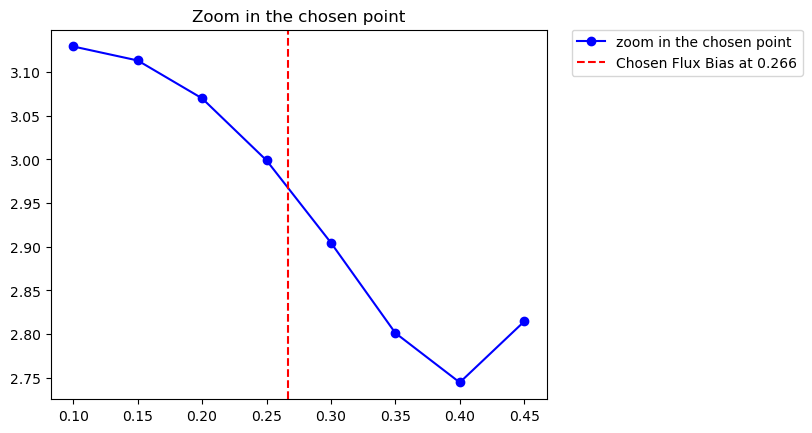 Zoom in the chosen point
zoom in the chosen point
Chosen Flux Bias at 0.266
3.10
3.05
3.00
2.95
2.90
2.85
2.80
2.75
0.10 0.15 0.20 0.25 0.30 0.35 0.40 0.45